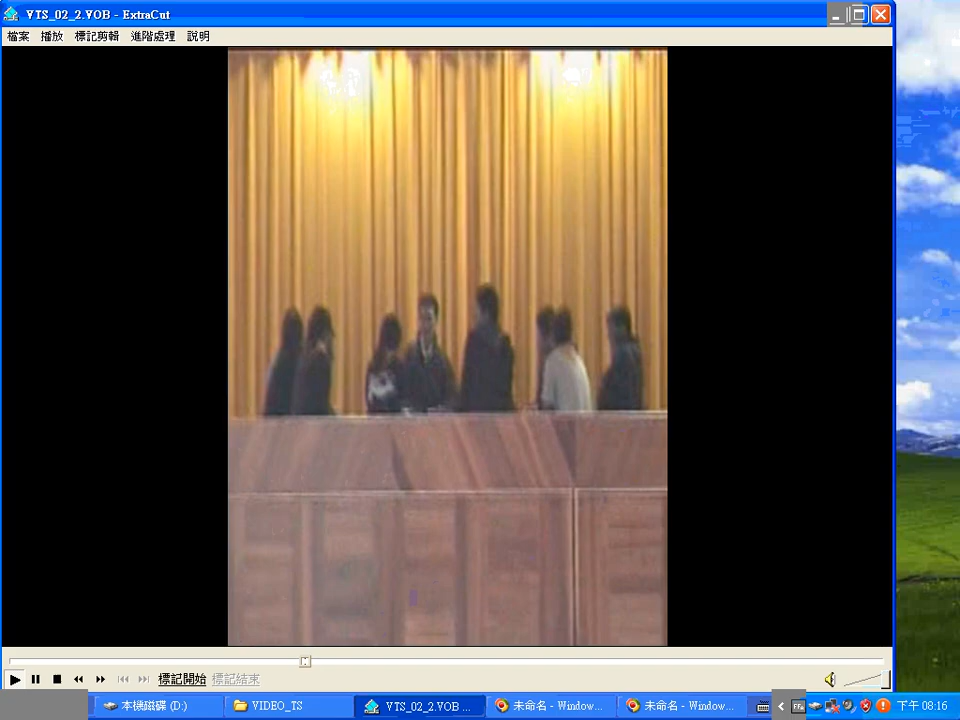 VTS_02_2.VOB - ExtraCut
檔案 播放 標記剪輯 進階處理 說明
標記開始 標記結束
本機磁碟 (D:) VIDEO_TS VTS_02_2.VOB ... 未命名 - Window... 未命名 - Window... 下午 08:16